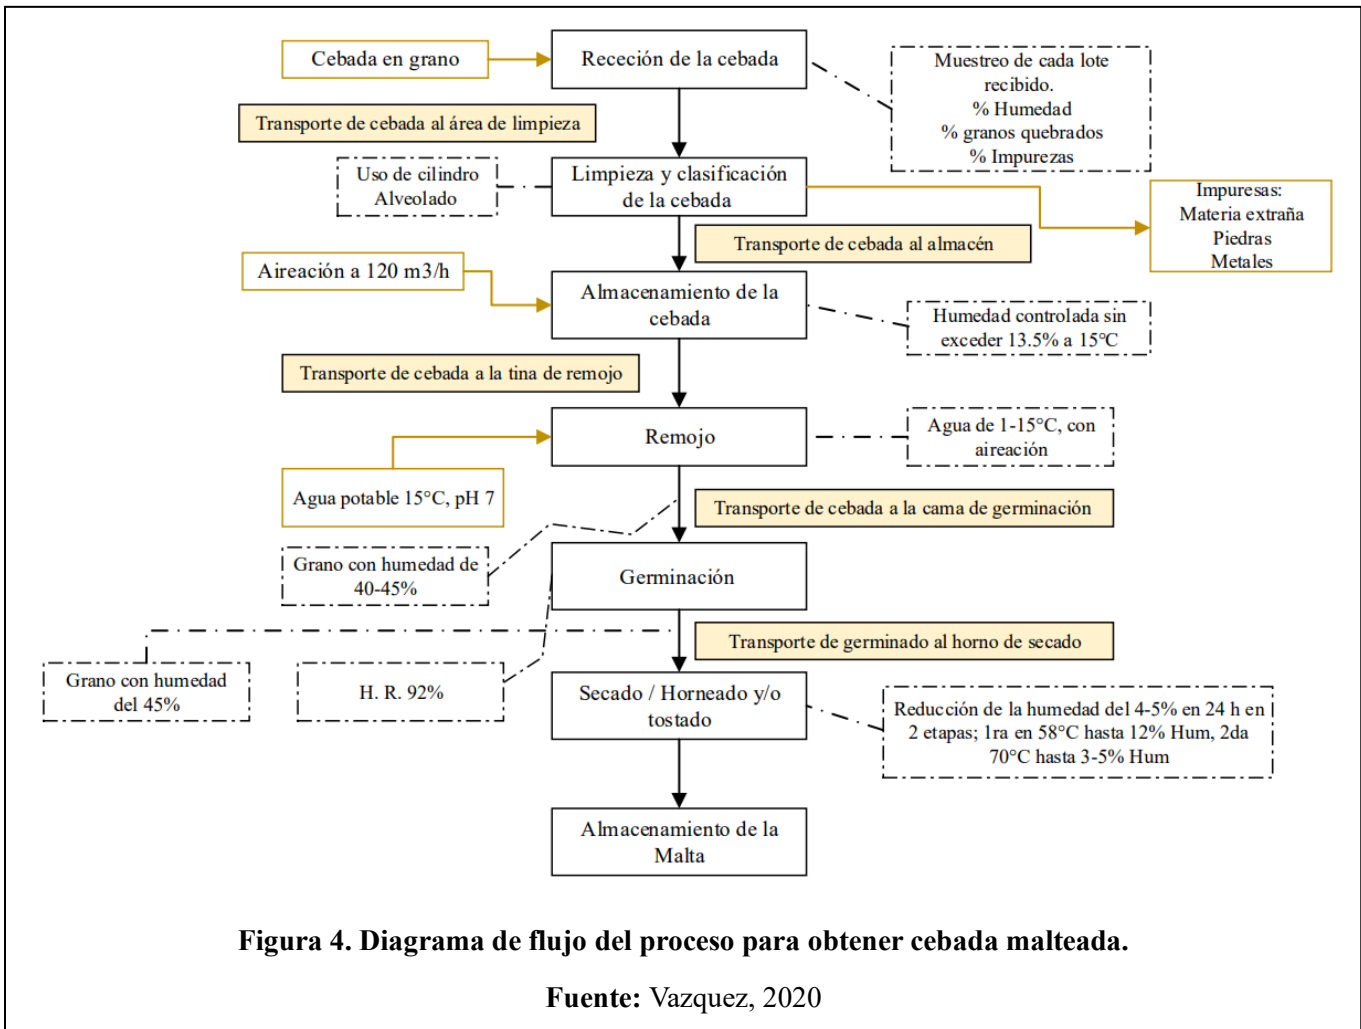 Cebada en grano
Receción de la cebada
Muestreo de cada lote
recibido.
% Humedad
% granos quebrados
% Impurezas
Transporte de cebada al área de limpieza
Uso de cilindro
Alveolado
Limpieza y clasificación
de la cebada
Impuresas:
Materia extraña
Piedras
Metales
Transporte de cebada al almacén
Aireación a 120 m3/h
Almacenamiento de la
cebada
Humedad controlada sin
exceder 13.5% a 15°C
Transporte de cebada a la tina de remojo
Remojo
Agua de 1-15°C, con
aireación
Agua potable 15°C, pH 7
Transporte de cebada a la cama de germinación
Grano con humedad de
40-45%
Germinación
Transporte de germinado al horno de secado
Grano con humedad
del 45%
H. R. 92%
Secado / Horneado y/o
tostado
Reducción de la humedad del 4-5% en 24 h en
2 etapas; 1ra en 58°C hasta 12% Hum, 2da
70°C hasta 3-5% Hum
Almacenamiento de la
Malta
Figura 4. Diagrama de flujo del proceso para obtener cebada malteada.
Fuente: Vazquez, 2020